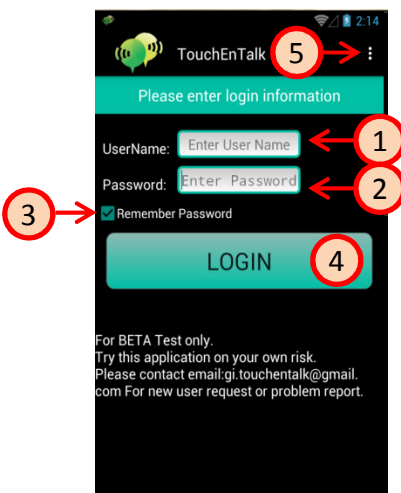 2:14
TouchEnTalk
5
Please enter login information
UserName: Enter User Name
1
Password: Enter Password
2
3
Remember Password
LOGIN
4
For BETA Test only.
Try this application on your own risk.
Please contact email:gi.touchentalk@gmail.
com For new user request or problem report.